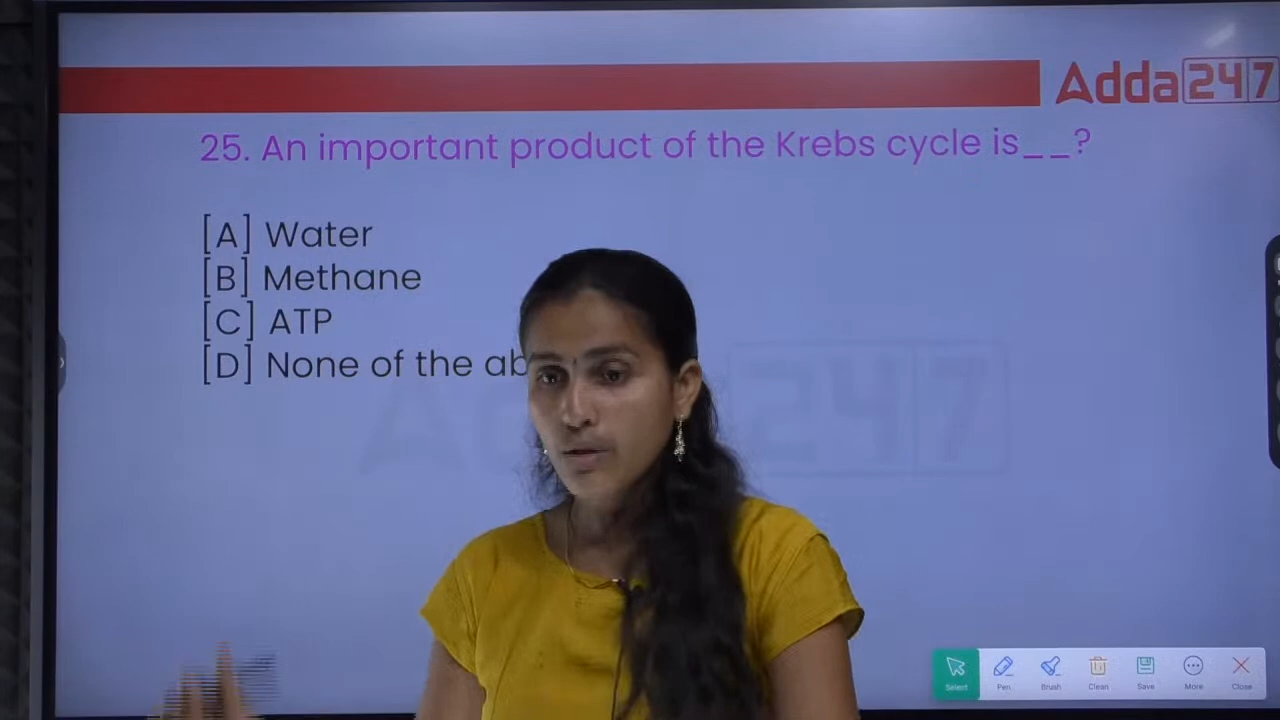 Adda247
25. An important product of the Krebs cycle is__?
[A] Water
[B] Methane
[C] ATP
[D] None of the ab
Select Pen Brush Clean Save More Close